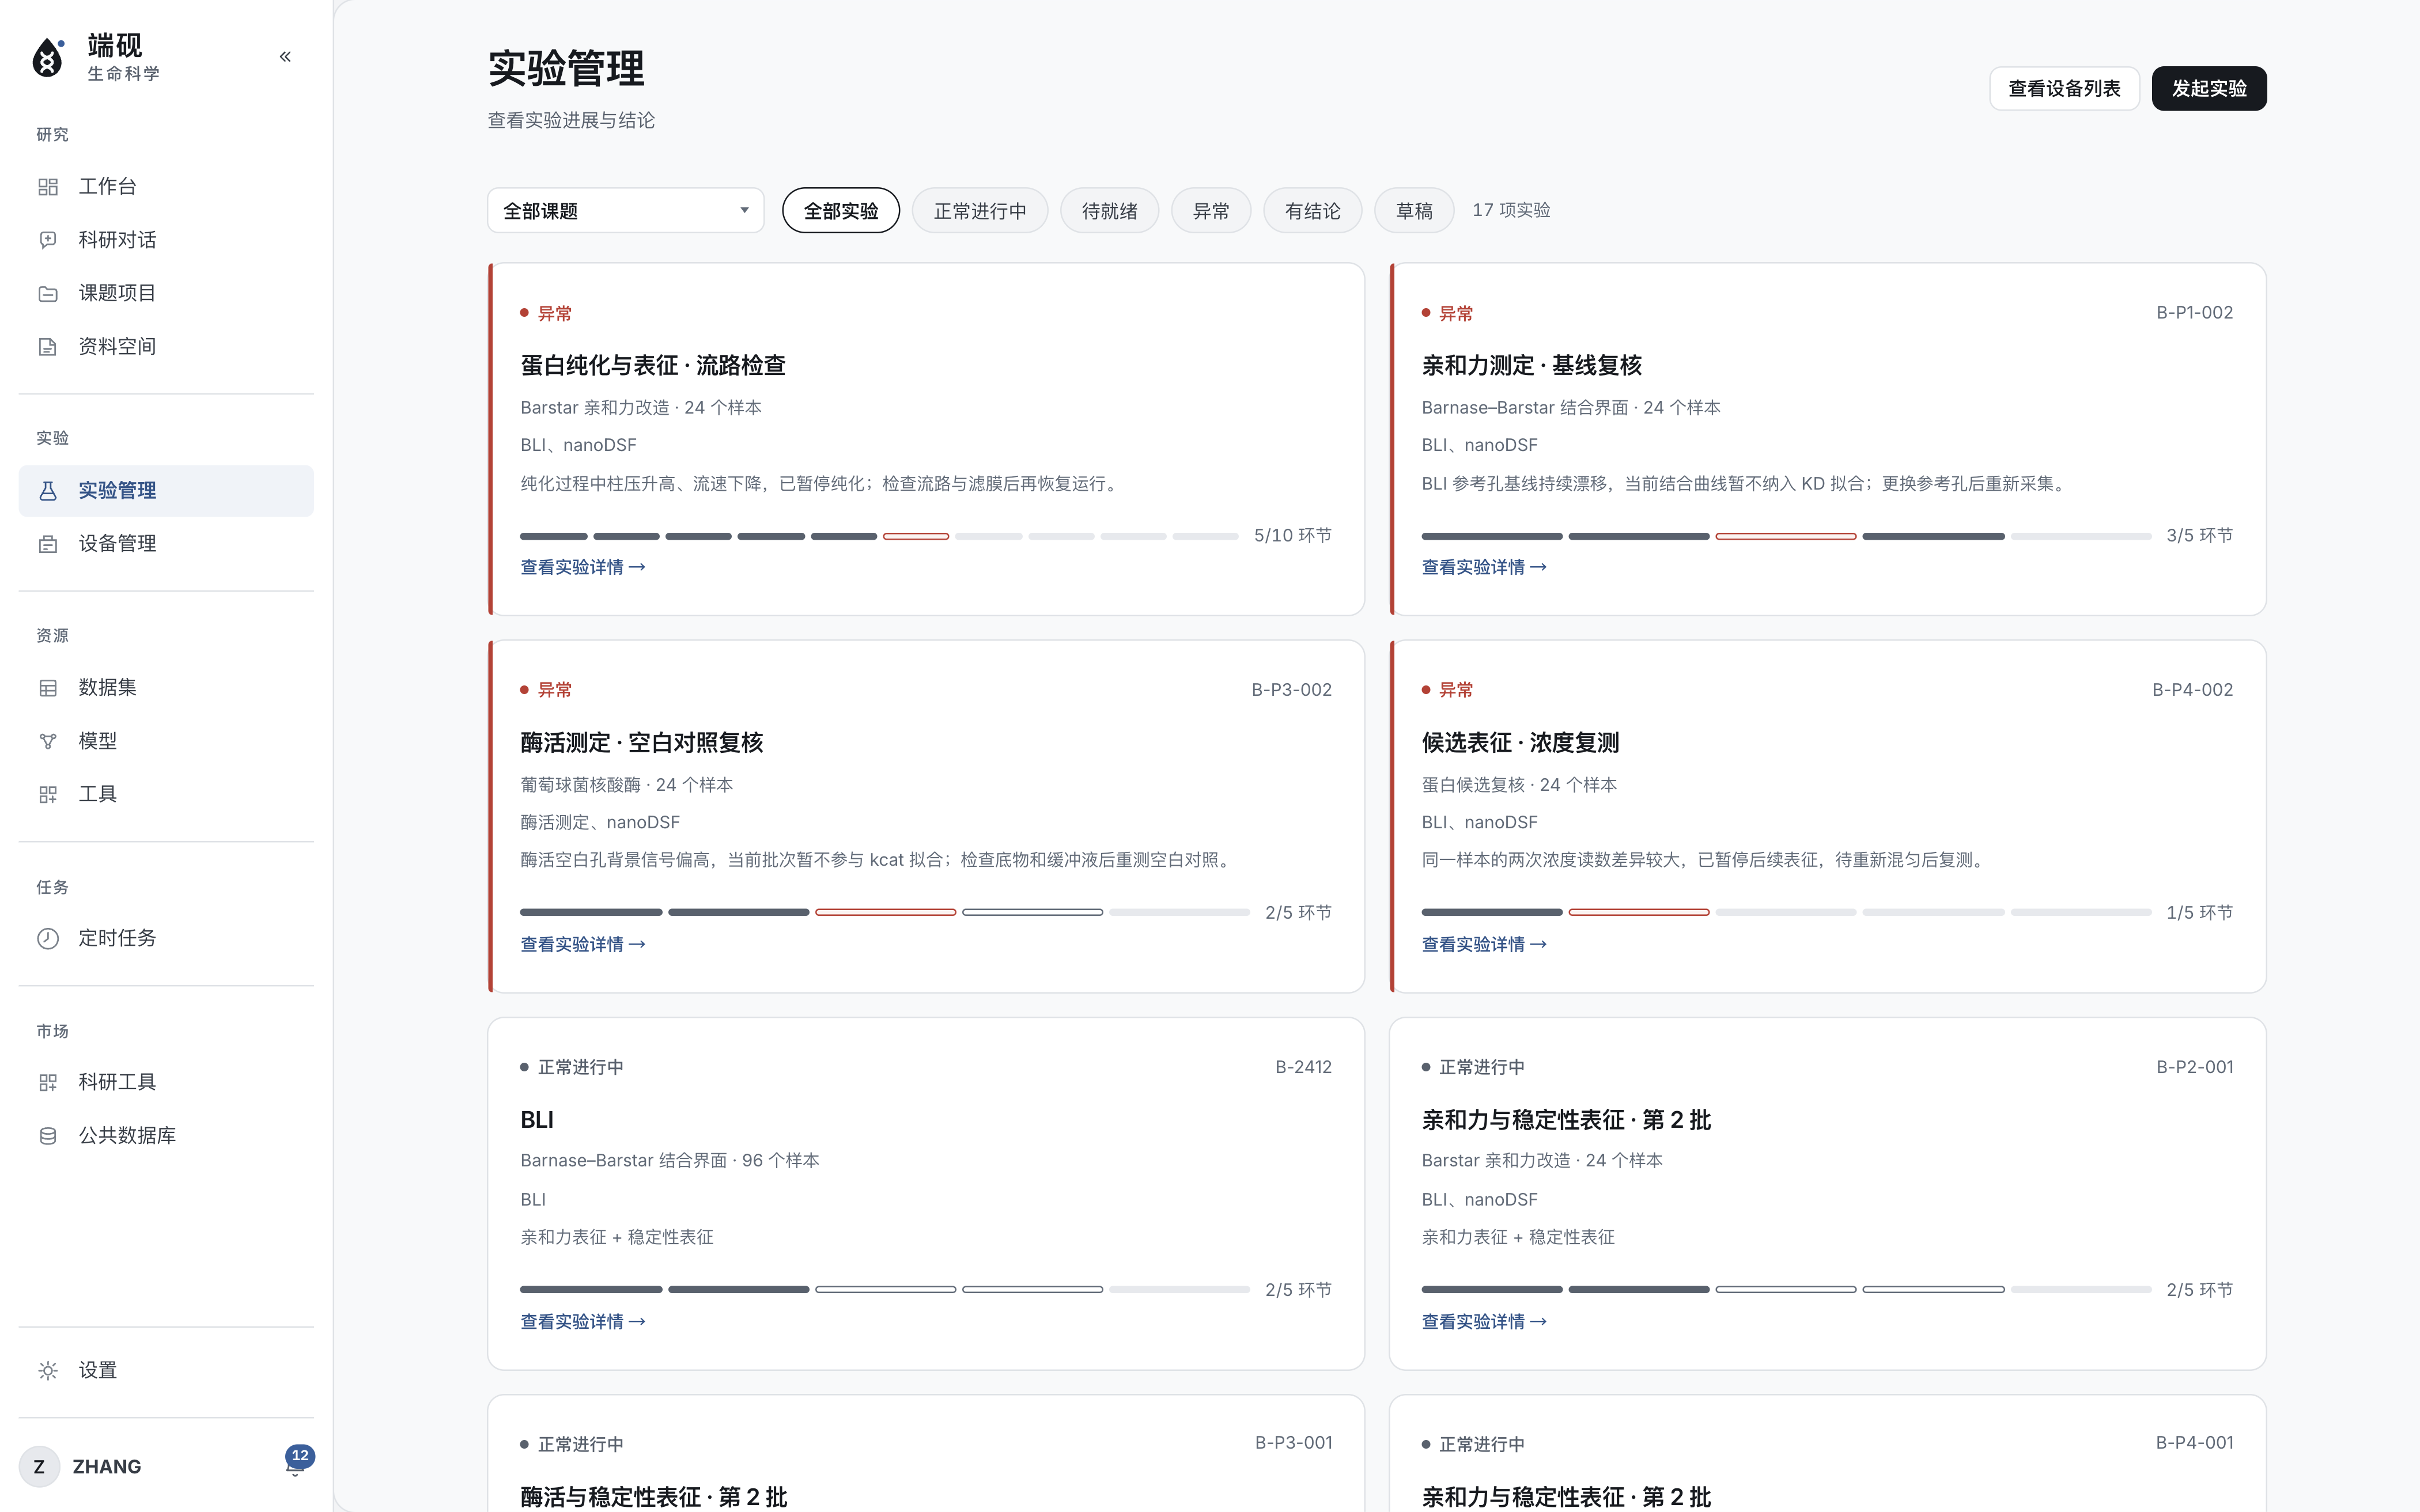 端砚
生命科学
«
研究
工作台
科研对话
课题项目
资料空间
实验
实验管理
设备管理
资源
数据集
模型
工具
任务
定时任务
市场
科研工具
公共数据库
设置
Z
ZHANG
12
实验管理
查看实验进展与结论
查看设备列表
发起实验
全部课题
全部实验
正常进行中
待就绪
异常
有结论
草稿
17 项实验
异常
蛋白纯化与表征 · 流路检查
Barstar 亲和力改造 · 24 个样本
BLI、nanoDSF
纯化过程中柱压升高、流速下降，已暂停纯化；检查流路与滤膜后再恢复运行。
5/10 环节
查看实验详情 →
异常
B-P1-002
亲和力测定 · 基线复核
Barnase–Barstar 结合界面 · 24 个样本
BLI、nanoDSF
BLI 参考孔基线持续漂移，当前结合曲线暂不纳入 KD 拟合；更换参考孔后重新采集。
3/5 环节
查看实验详情 →
异常
B-P3-002
酶活测定 · 空白对照复核
葡萄球菌核酸酶 · 24 个样本
酶活测定、nanoDSF
酶活空白孔背景信号偏高，当前批次暂不参与 kcat 拟合；检查底物和缓冲液后重测空白对照。
2/5 环节
查看实验详情 →
异常
B-P4-002
候选表征 · 浓度复测
蛋白候选复核 · 24 个样本
BLI、nanoDSF
同一样本的两次浓度读数差异较大，已暂停后续表征，待重新混匀后复测。
1/5 环节
查看实验详情 →
正常进行中
B-2412
BLI
Barnase–Barstar 结合界面 · 96 个样本
BLI
亲和力表征 + 稳定性表征
2/5 环节
查看实验详情 →
正常进行中
B-P2-001
亲和力与稳定性表征 · 第 2 批
Barstar 亲和力改造 · 24 个样本
BLI、nanoDSF
亲和力表征 + 稳定性表征
2/5 环节
查看实验详情 →
正常进行中
B-P3-001
酶活与稳定性表征 · 第 2 批
正常进行中
B-P4-001
亲和力与稳定性表征 · 第 2 批